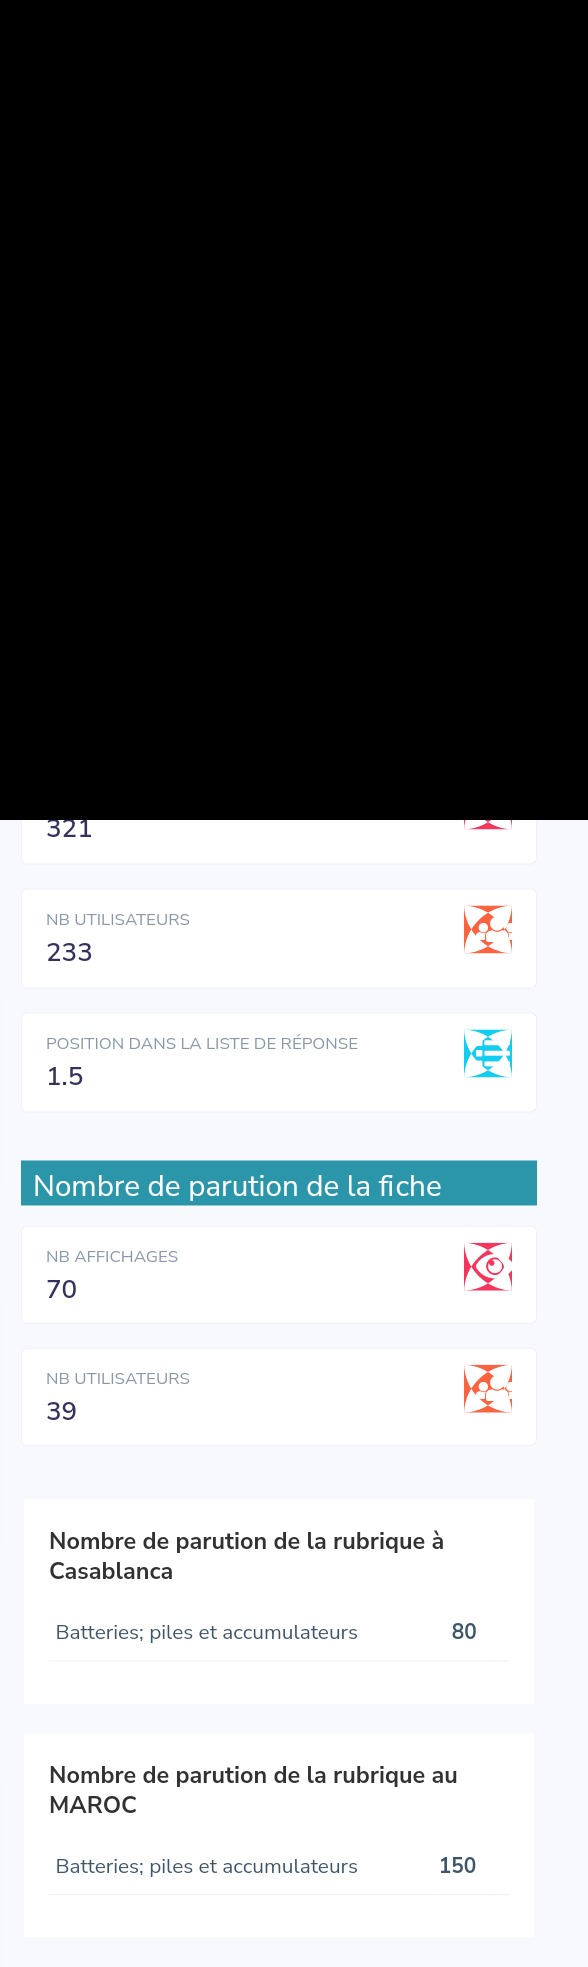 321
NB UTILISATEURS
233
POSITION DANS LA LISTE DE RÉPONSE
1.5
Nombre de parution de la fiche
NB AFFICHAGES
70
NB UTILISATEURS
39
Nombre de parution de la rubrique à
Casablanca
Batteries; piles et accumulateurs 80
Nombre de parution de la rubrique au
MAROC
Batteries; piles et accumulateurs 150